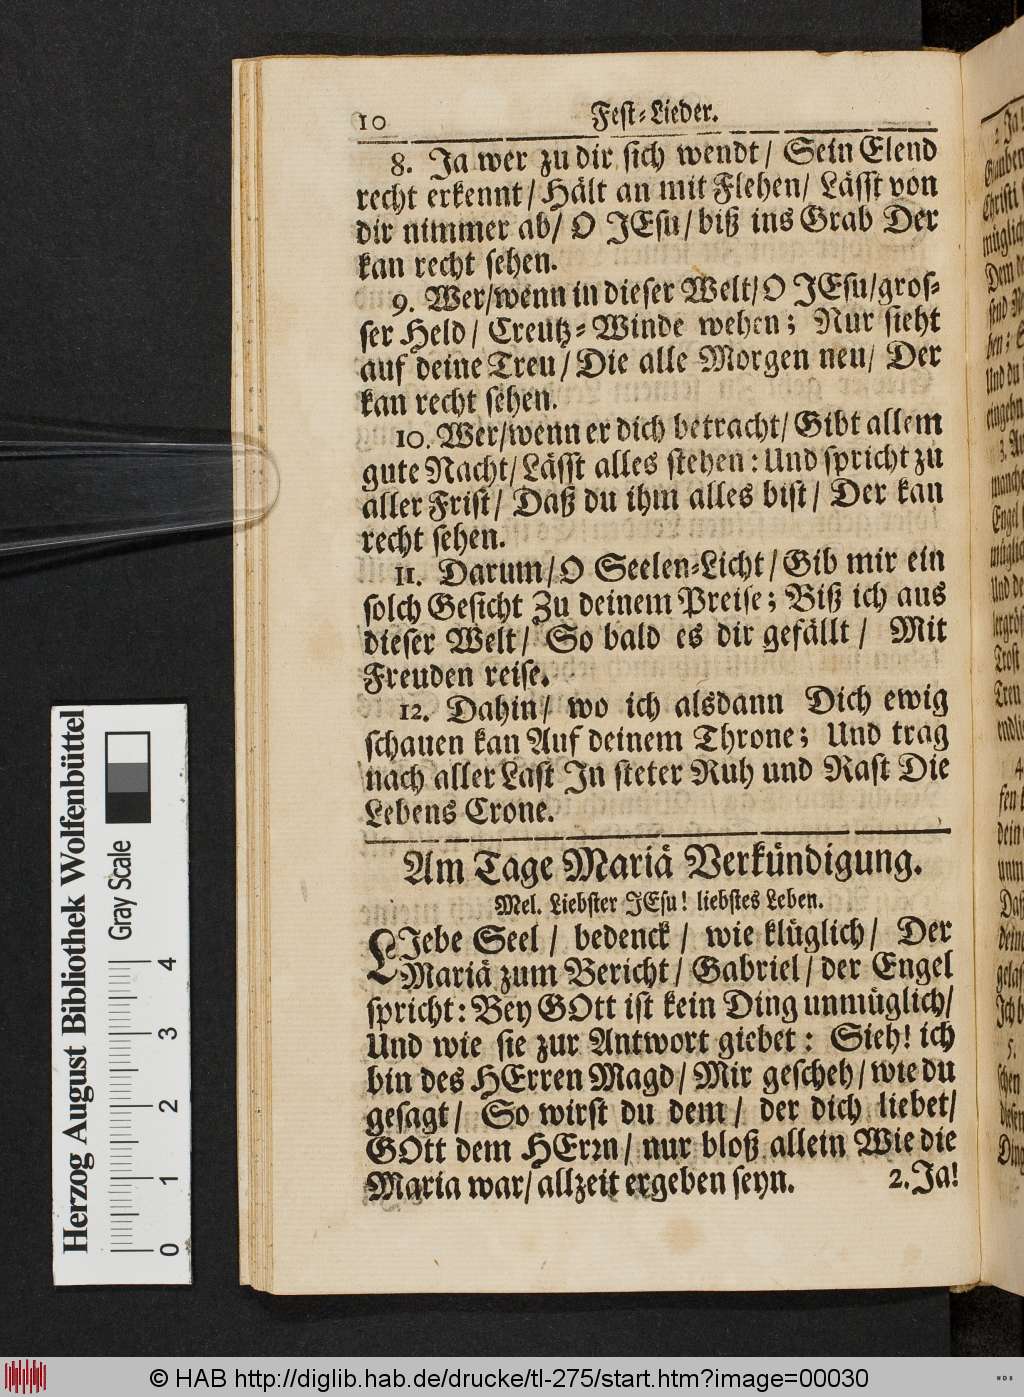 10 Fest-Lieder.
8. Ja wer zu dir sich wendt/ Sein Elend
recht erkennt/ Hält an mit Flehen/ Lässt von
dir nimmer ab/ O JEsu/ biß ins Grab Der
kan recht sehen.
9. Wer/wenn in dieser Welt/O JEsu/gros-
ser Held/ Creutz-Winde wehen; Nur sieht
auf deine Treu/ Die alle Morgen neu/ Der
kan recht sehen.
10. Wer/wenn er dich betracht/ Gibt allem
gute Nacht/ Lässt alles stehen: Und spricht zu
aller Frist/ Daß du ihm alles bist/ Der kan
recht sehen.
11. Darum/O Seelen-Licht/ Gib mir ein
solch Gesicht Zu deinem Preise; Biß ich aus
dieser Welt/ So bald es dir gefällt/ Mit
Freuden reise.
12. Dahin/ wo ich alsdann Dich ewig
schauen kan Auf deinem Throne; Und trag
nach aller Last In steter Ruh und Rast Die
Lebens Crone.
Am Tage Mariä Verkündigung.
Mel. Liebster JEsu! liebstes Leben.
LIebe Seel/ bedenck/ wie klüglich/ Der
Mariä zum Bericht/ Gabriel/ der Engel
spricht: Bey GOtt ist kein Ding unmüglich/
Und wie sie zur Antwort giebet: Sieh! ich
bin des HErren Magd/ Mir gescheh/ wie du
gesagt/ So wirst du dem/ der dich liebet/
GOtt dem HErrn/ nur bloß allein Wie die
Maria war/ allzeit ergeben seyn. 2. Ja!
Herzog August Bibliothek Wolfenbüttel
Gray Scale
0 1 2 3 4
© HAB http://diglib.hab.de/drucke/tl-275/start.htm?image=00030